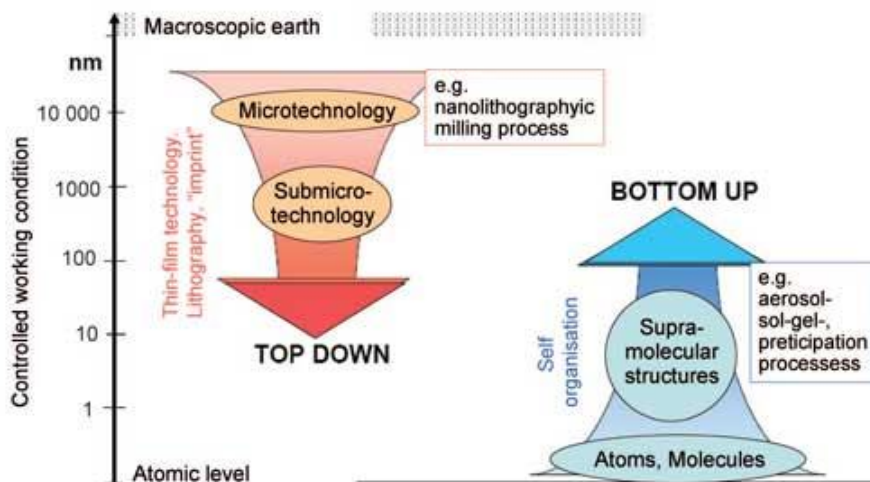 Macroscopic earth
nm
10 000
1000
100
10
1
Controlled working condition
Atomic level
Thin-film technology.
Lithography, "imprint"
Microtechnology
Submicro-
technology
TOP DOWN
e.g.
nanolithographyic
milling process
BOTTOM UP
Self
organisation
Supra-
molecular
structures
Atoms, Molecules
e.g.
aerosol-
sol-gel-,
preticipation
processess